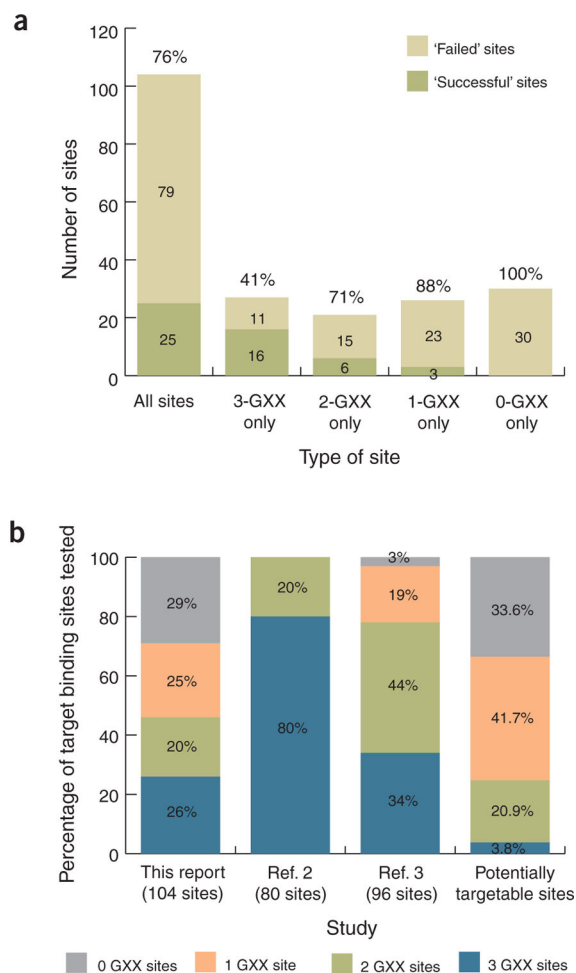 a
120
100
80
60
40
20
0
Number of sites
'Failed' sites
'Successful' sites
76%
79
25
41%
11
16
71%
15
6
88%
23
3
100%
30
All sites
3-GXX
only
2-GXX
only
1-GXX
only
0-GXX
only
Type of site
b
100
80
60
40
20
0
Percentage of target binding sites tested
29%
25%
20%
26%
20%
80%
3%
19%
44%
34%
33.6%
41.7%
20.9%
3.8%
This report
(104 sites)
Ref. 2
(80 sites)
Ref. 3
(96 sites)
Potentially
targetable sites
Study
0 GXX sites
1 GXX site
2 GXX sites
3 GXX sites